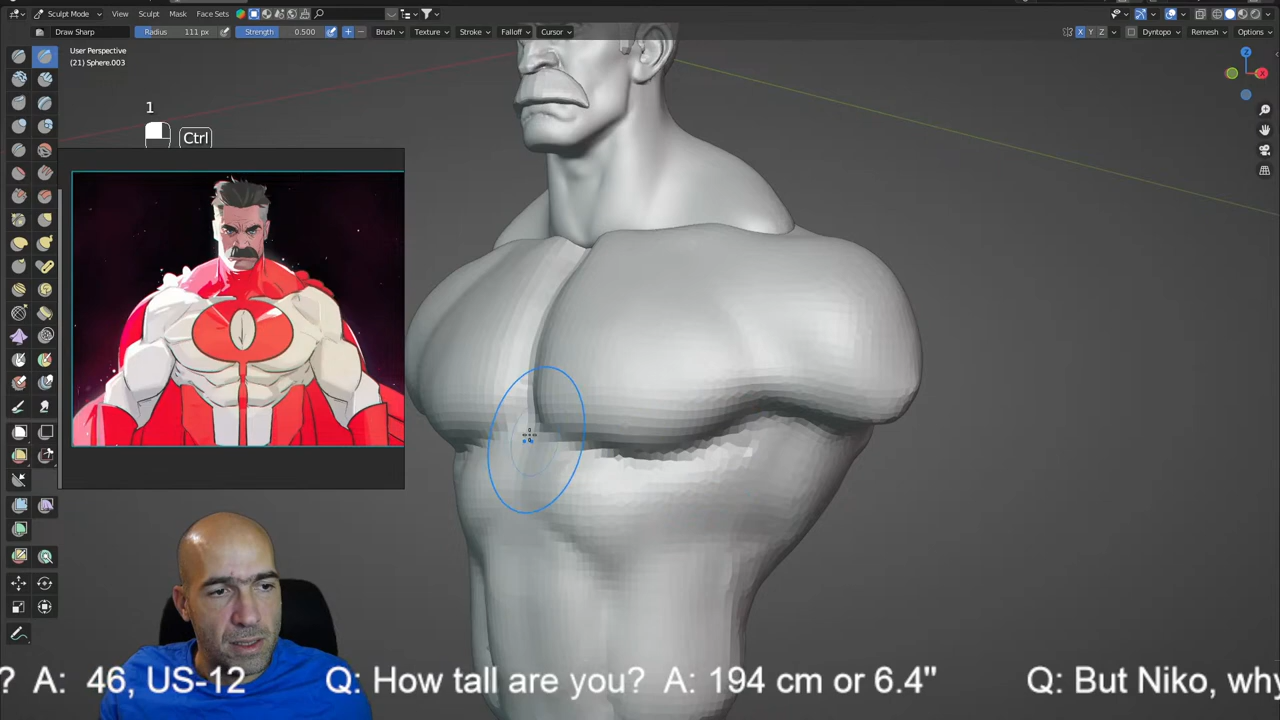 Sculpt Mode View Sculpt Mask Face Sets
Draw Sharp Radius 111 px Strength 0.500 Brush Texture Stroke Falloff Cursor X Y Z Dyntopo Remesh Options
User Perspective
(21) Sphere.003
Z
X
1
Ctrl
? A: 46, US-12 Q: How tall are you? A: 194 cm or 6.4" Q: But Niko, why